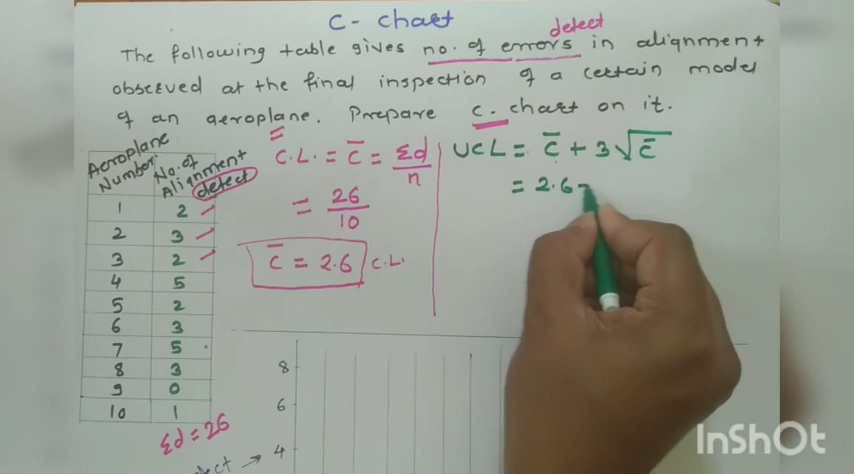 C - chart
detect
The following table gives no. of errors in alignment
observed at the final inspection of a certain model
of an aeroplane. Prepare C. chart on it.
Aeroplane Number
No. of Alignment detect
1 2
2 3
3 2
4 5
5 2
6 3
7 5
8 3
9 0
10 1
Σd = 26
C.L. = C̅ = Σd/n
= 26/10
C̅ = 2.6 C.L.
UCL = C̅ + 3√C̅
= 2.6
8
6
4
InShOt